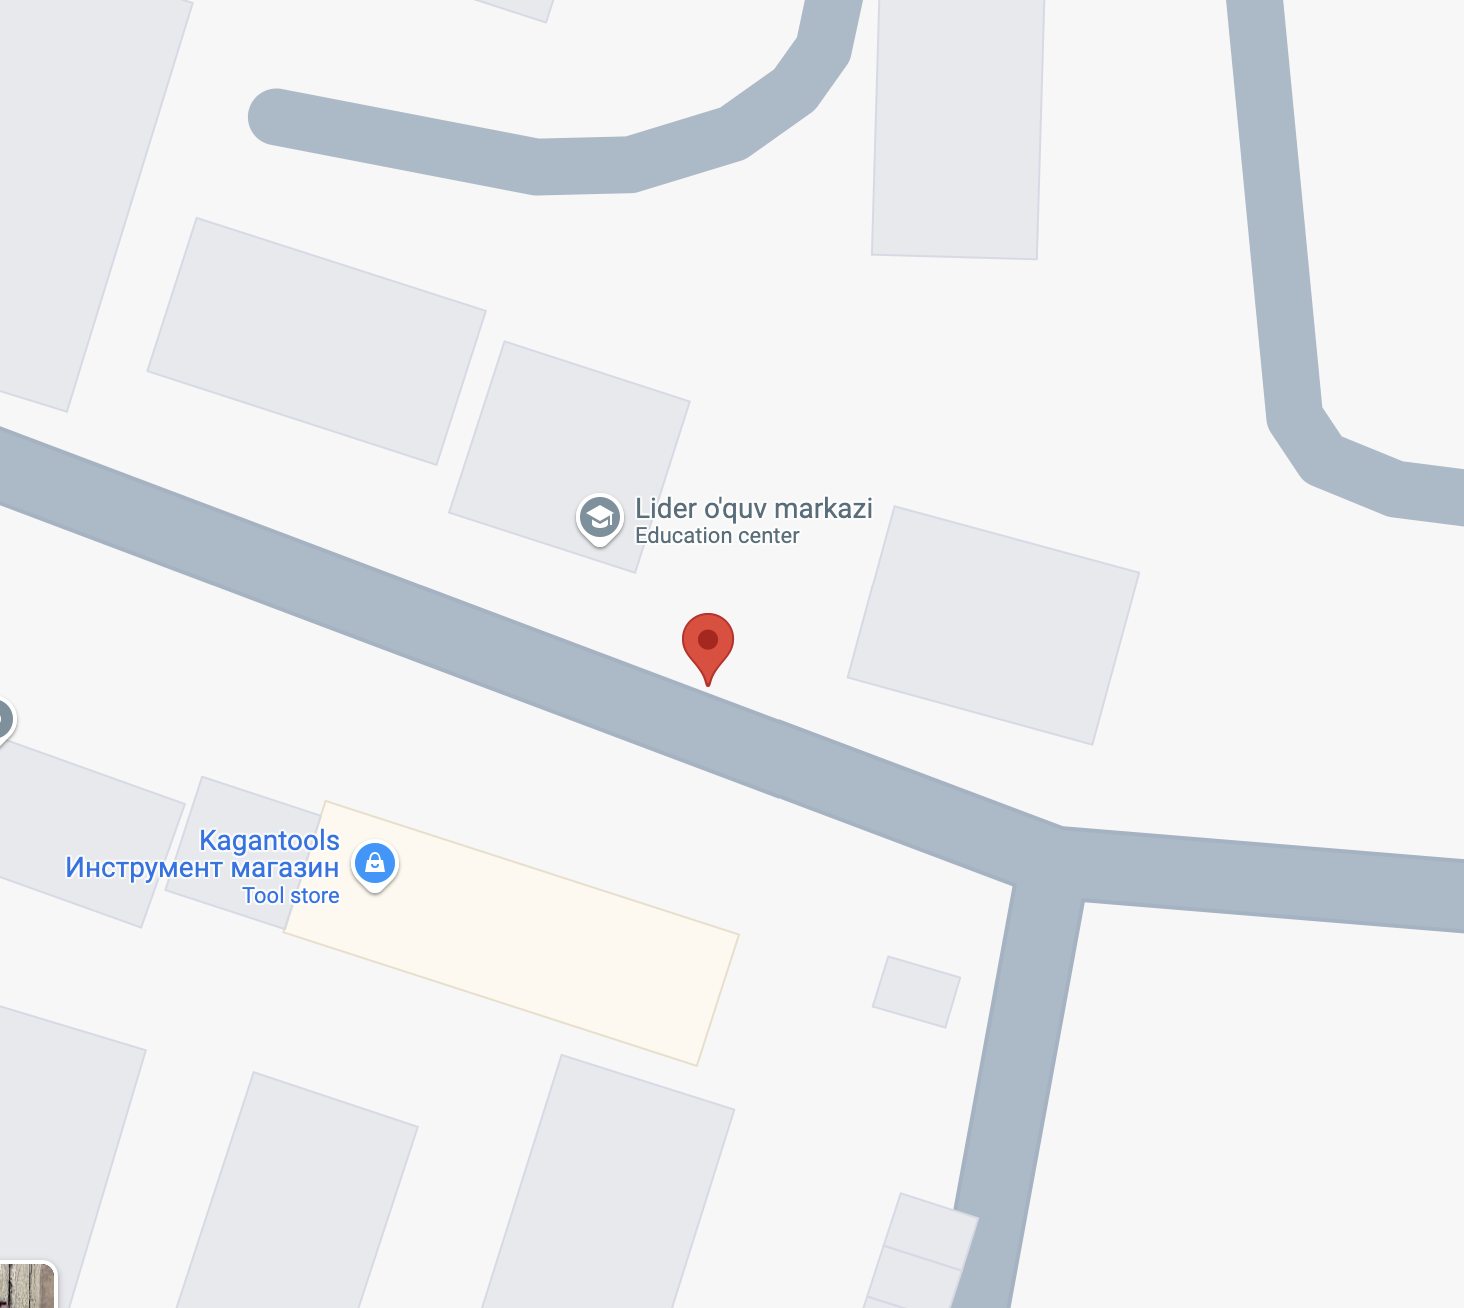 Lider o'quv markazi
Education center
Kagantools
Инструмент магазин
Tool store